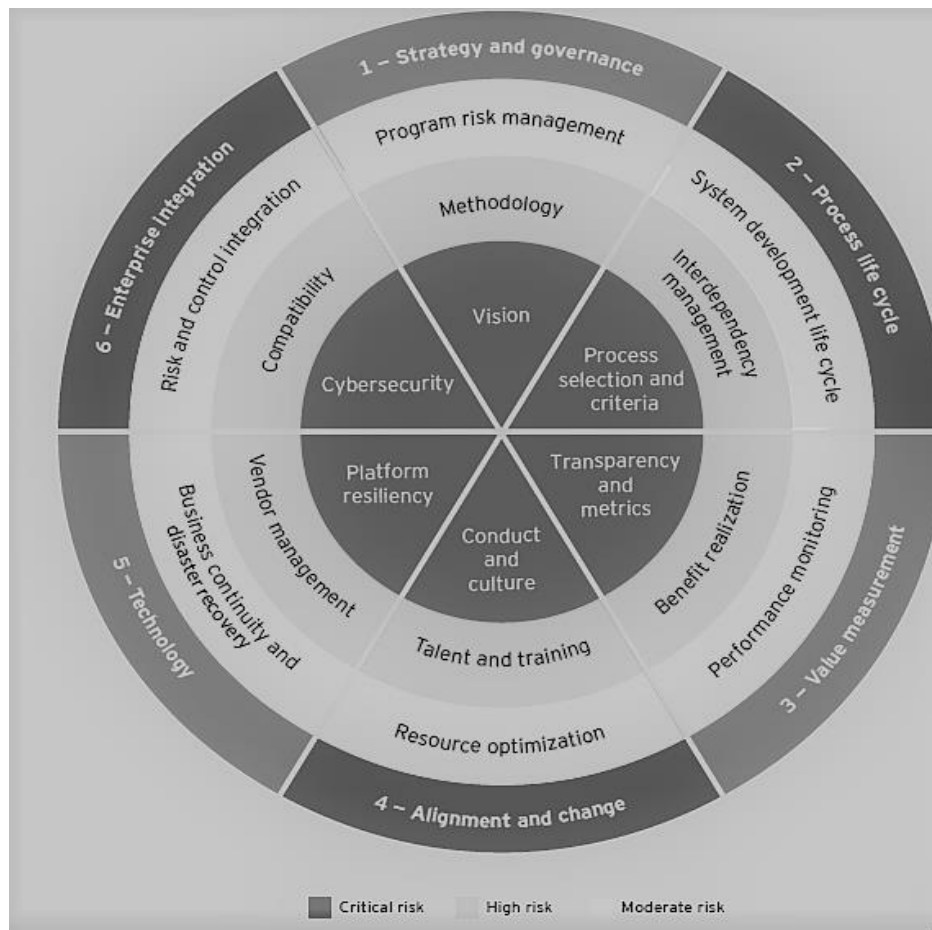 1 – Strategy and governance
Program risk management
Methodology
Vision
2 – Process life cycle
System development life cycle
Interdependency
management
Process
selection and
criteria
3 – Value measurement
Performance monitoring
Benefit realization
Transparency
and
metrics
4 – Alignment and change
Resource optimization
Talent and training
Conduct
and
culture
5 – Technology
Business continuity and
disaster recovery
Vendor management
Platform
resiliency
6 – Enterprise integration
Risk and control integration
Compatibility
Cybersecurity
Critical risk
High risk
Moderate risk